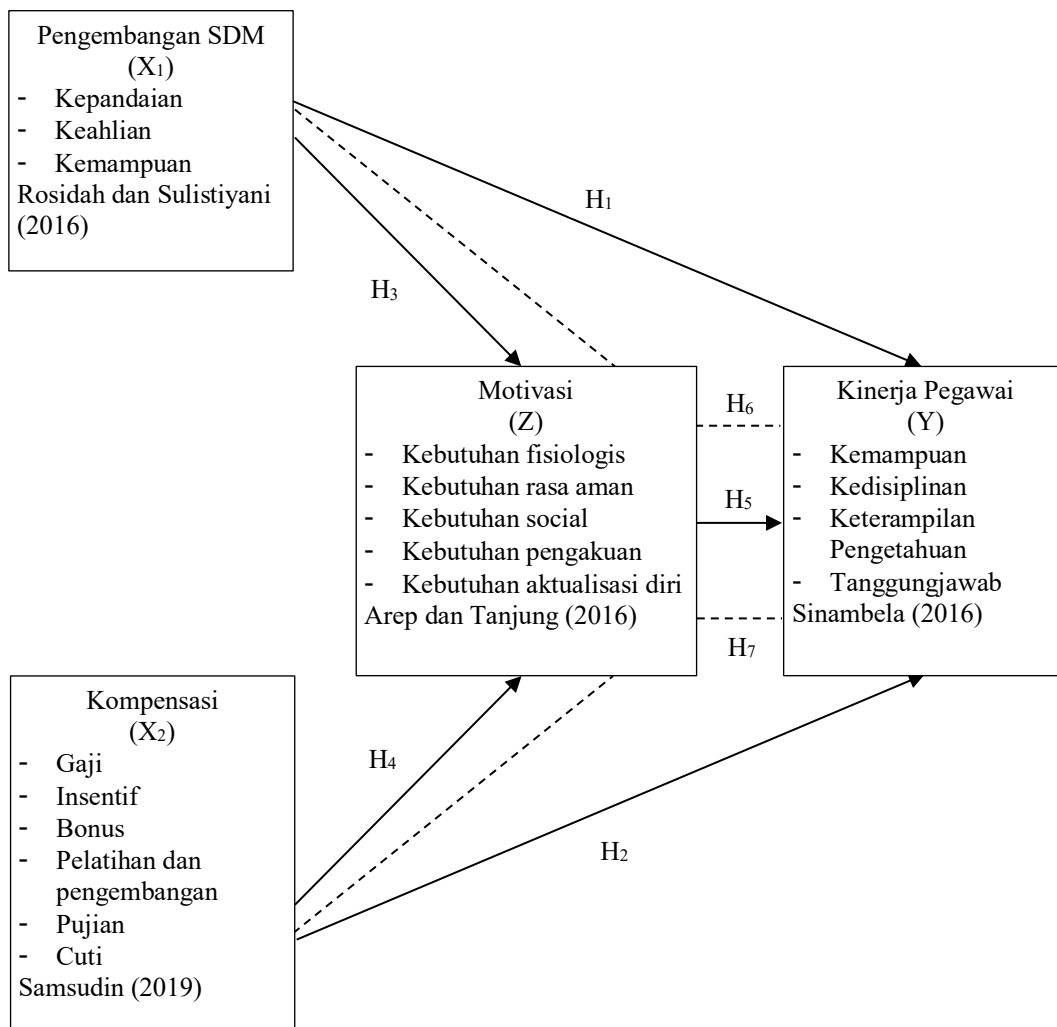 Pengembangan SDM
(X1)
- Kepandaian
- Keahlian
- Kemampuan
Rosidah dan Sulistiyani
(2016)
H1
H3
Motivasi
(Z)
- Kebutuhan fisiologis
- Kebutuhan rasa aman
- Kebutuhan social
- Kebutuhan pengakuan
- Kebutuhan aktualisasi diri
Arep dan Tanjung (2016)
H6
H5
H7
Kinerja Pegawai
(Y)
- Kemampuan
- Kedisiplinan
- Keterampilan
Pengetahuan
- Tanggungjawab
Sinambela (2016)
Kompensasi
(X2)
- Gaji
- Insentif
- Bonus
- Pelatihan dan
pengembangan
- Pujian
- Cuti
Samsudin (2019)
H4
H2